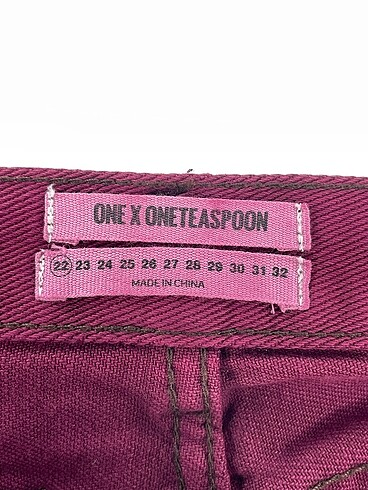 ONE X ONETEASPOON
22 23 24 25 26 27 28 29 30 31 32
MADE IN CHINA